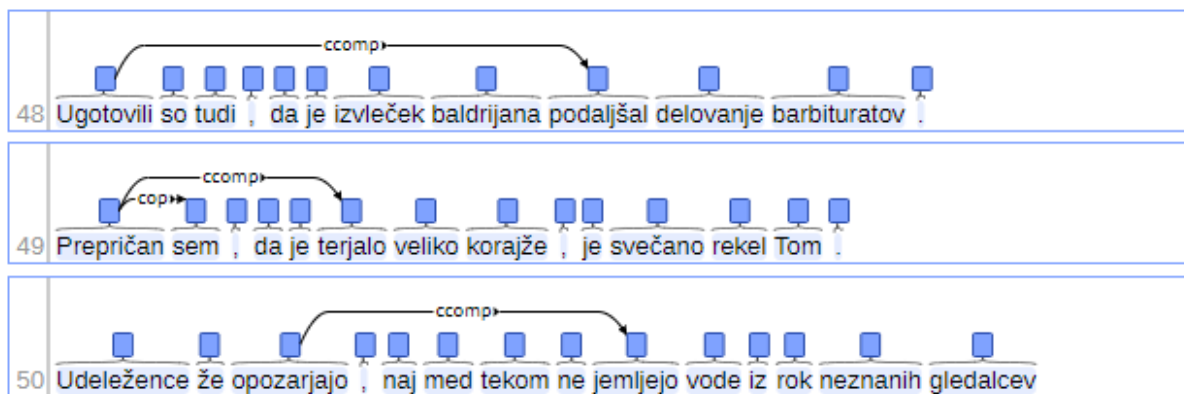 ccomp
48 Ugotovili so tudi , da je izvleček baldrijana podaljšal delovanje barbituratov .
ccomp
cop
49 Prepričan sem , da je terjalo veliko korajže , je svečano rekel Tom .
ccomp
50 Udeležence že opozarjajo , naj med tekom ne jemljejo vode iz rok neznanih gledalcev